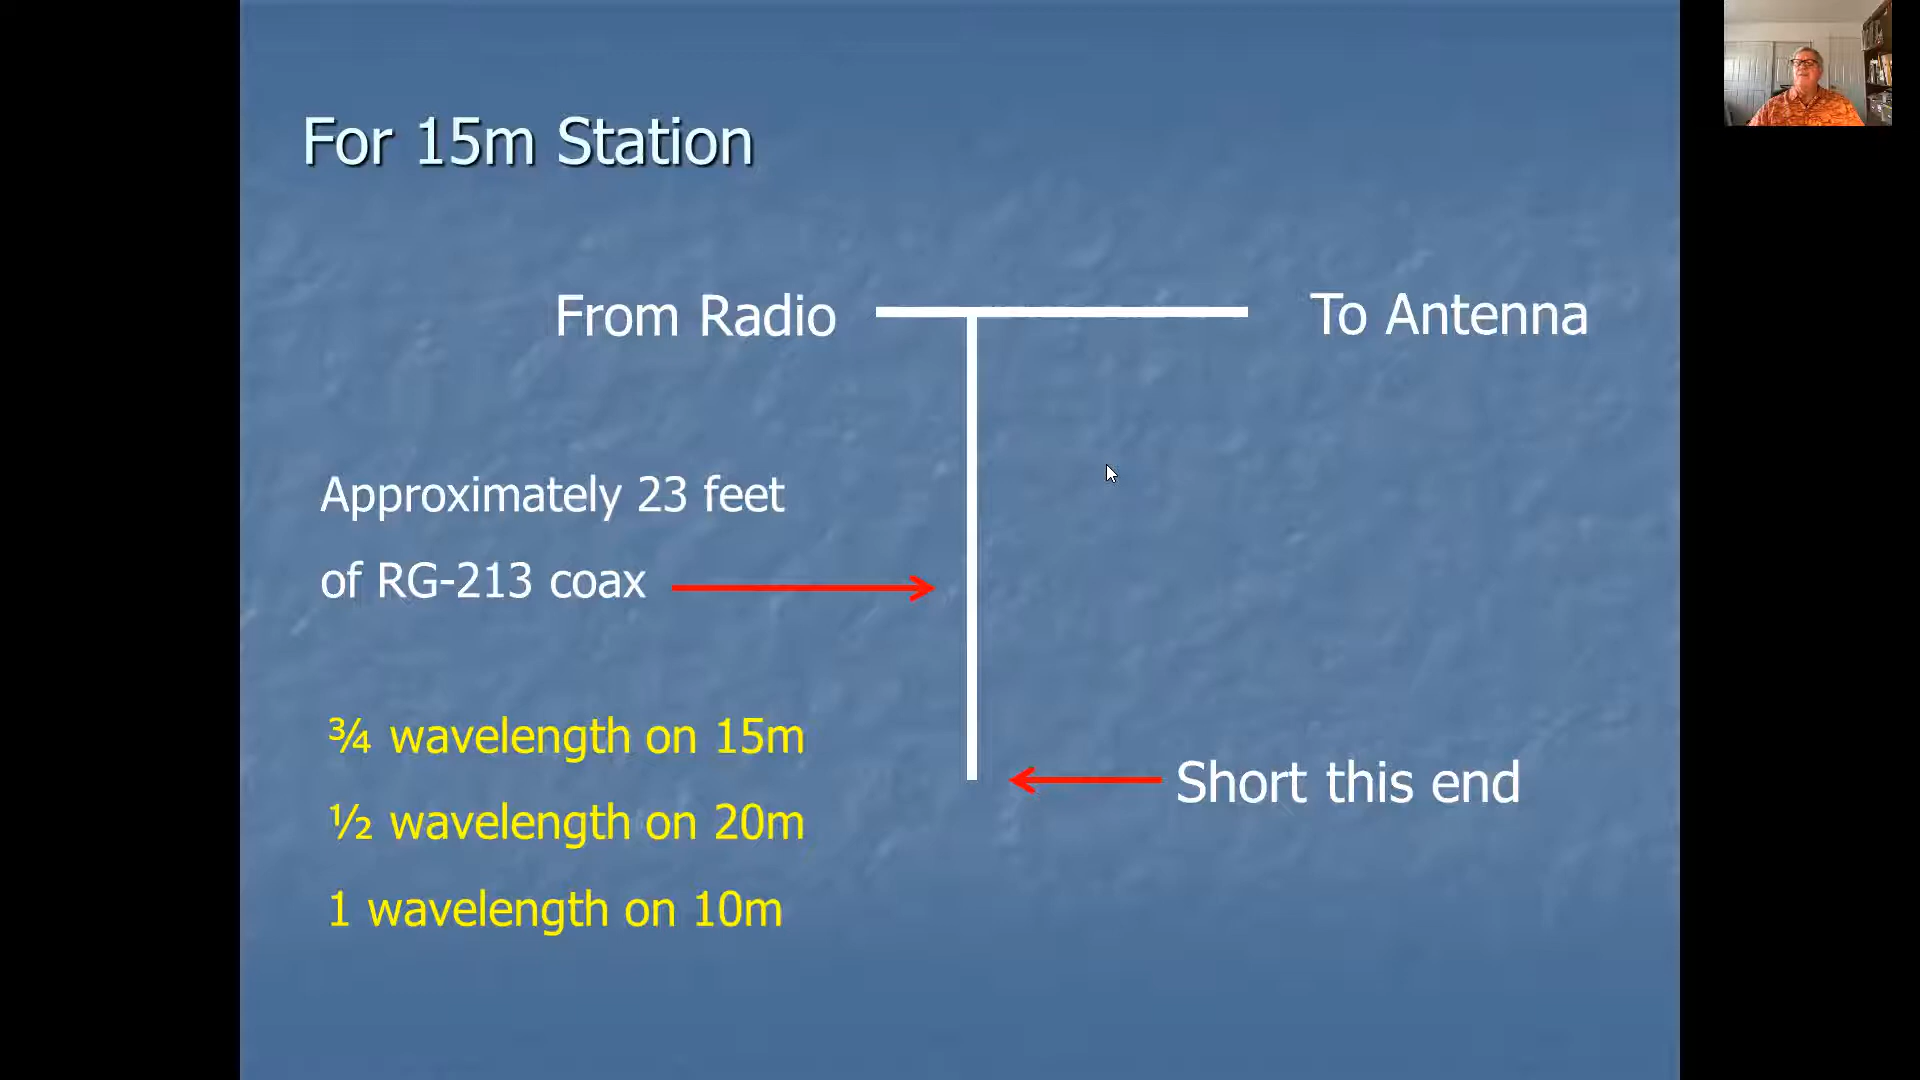 For 15m Station
From Radio
To Antenna
Approximately 23 feet
of RG-213 coax
¾ wavelength on 15m
Short this end
½ wavelength on 20m
1 wavelength on 10m